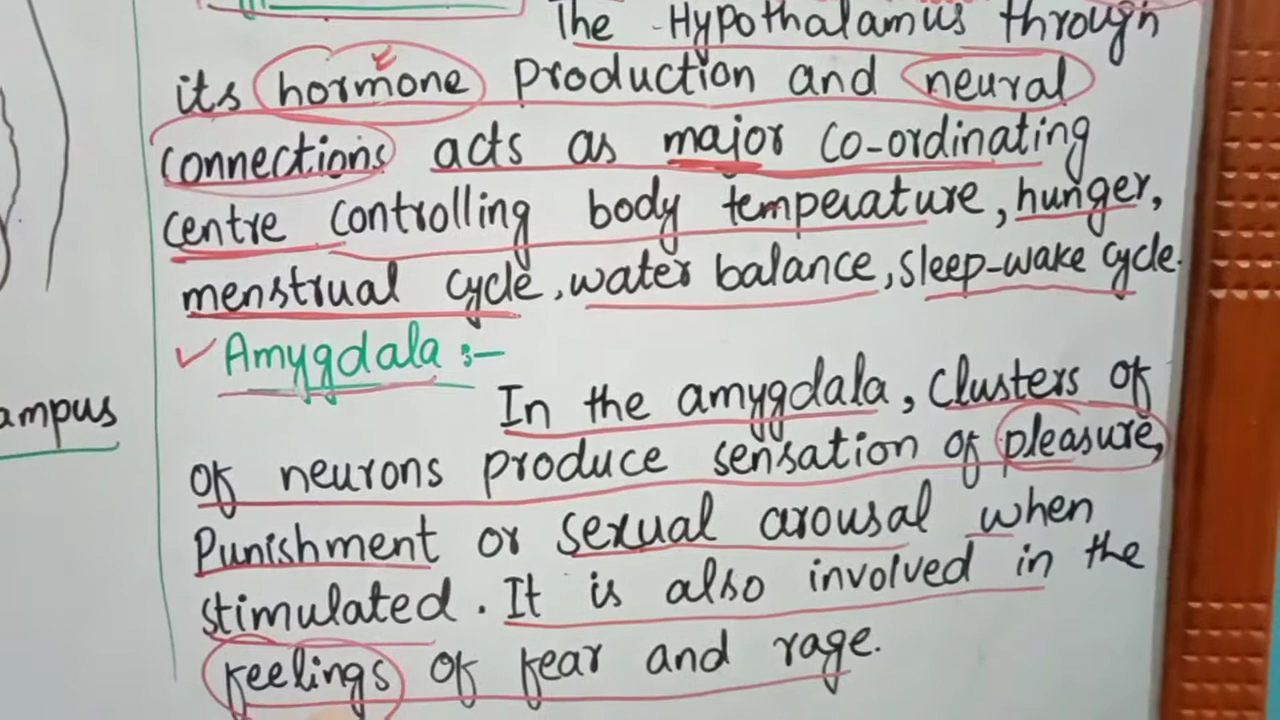 The Hypothalamus through
its hormone production and neural
connections acts as major co-ordinating
centre controlling body temperature, hunger,
menstrual cycle, water balance, sleep-wake cycle.
✓ Amygdala :-
In the amygdala, clusters of
of neurons produce sensation of pleasure,
Punishment or sexual arousal when
stimulated. It is also involved in the
feelings of fear and rage.
ampus